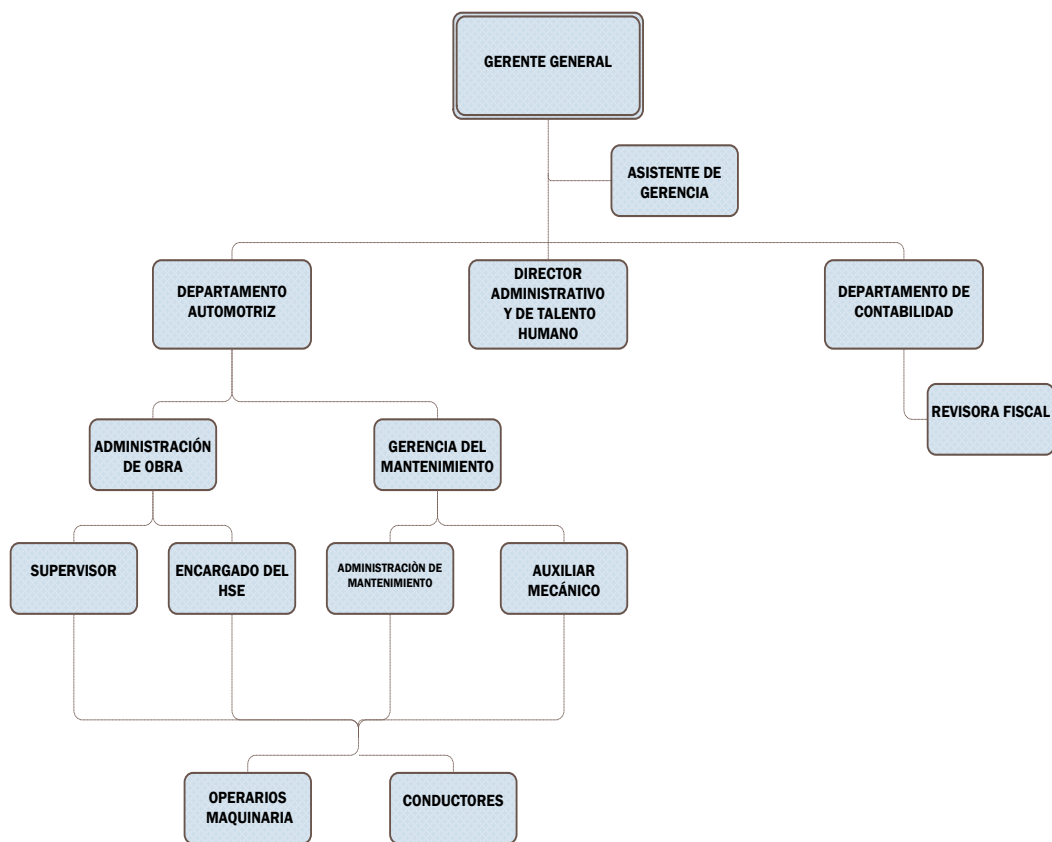 GERENTE GENERAL
ASISTENTE DE
GERENCIA
DEPARTAMENTO
AUTOMOTRIZ
DIRECTOR
ADMINISTRATIVO
Y DE TALENTO
HUMANO
DEPARTAMENTO DE
CONTABILIDAD
REVISORA FISCAL
ADMINISTRACIÓN
DE OBRA
GERENCIA DEL
MANTENIMIENTO
SUPERVISOR
ENCARGADO DEL
HSE
ADMINISTRACIÒN DE
MANTENIMIENTO
AUXILIAR
MECÁNICO
OPERARIOS
MAQUINARIA
CONDUCTORES